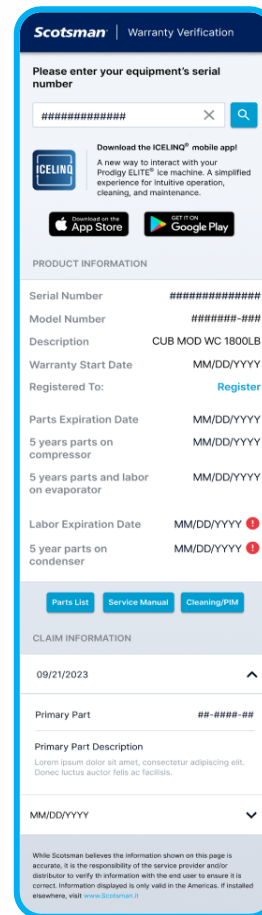 Scotsman | Warranty Verification
Please enter your equipment's serial
number
#############
Download the ICELINQ® mobile app!
A new way to interact with your
Prodigy ELITE® ice machine. A simplified
experience for intuitive operation,
cleaning, and maintenance.
ICELINQ
Download on the
App Store
GET IT ON
Google Play
PRODUCT INFORMATION
Serial Number ##############
Model Number #######-###
Description CUB MOD WC 1800LB
Warranty Start Date MM/DD/YYYY
Registered To: Register
Parts Expiration Date MM/DD/YYYY
5 years parts on MM/DD/YYYY
compressor
5 years parts and labor MM/DD/YYYY
on evaporator
Labor Expiration Date MM/DD/YYYY
5 year parts on MM/DD/YYYY
condenser
Parts List Service Manual Cleaning/PIM
CLAIM INFORMATION
09/21/2023
Primary Part ##-####-##
Primary Part Description
Lorem ipsum dolor sit amet, consectetur adipiscing elit.
Donec luctus auctor felis ac facilisis.
MM/DD/YYYY
While Scotsman believes the information shown on this page is
accurate, it is the responsibility of the service provider and/or
distributor to verify th information with the end user to ensure it is
correct. Information displayed is only valid in the Americas. If installed
elsewhere, visit www.Scotsman.it